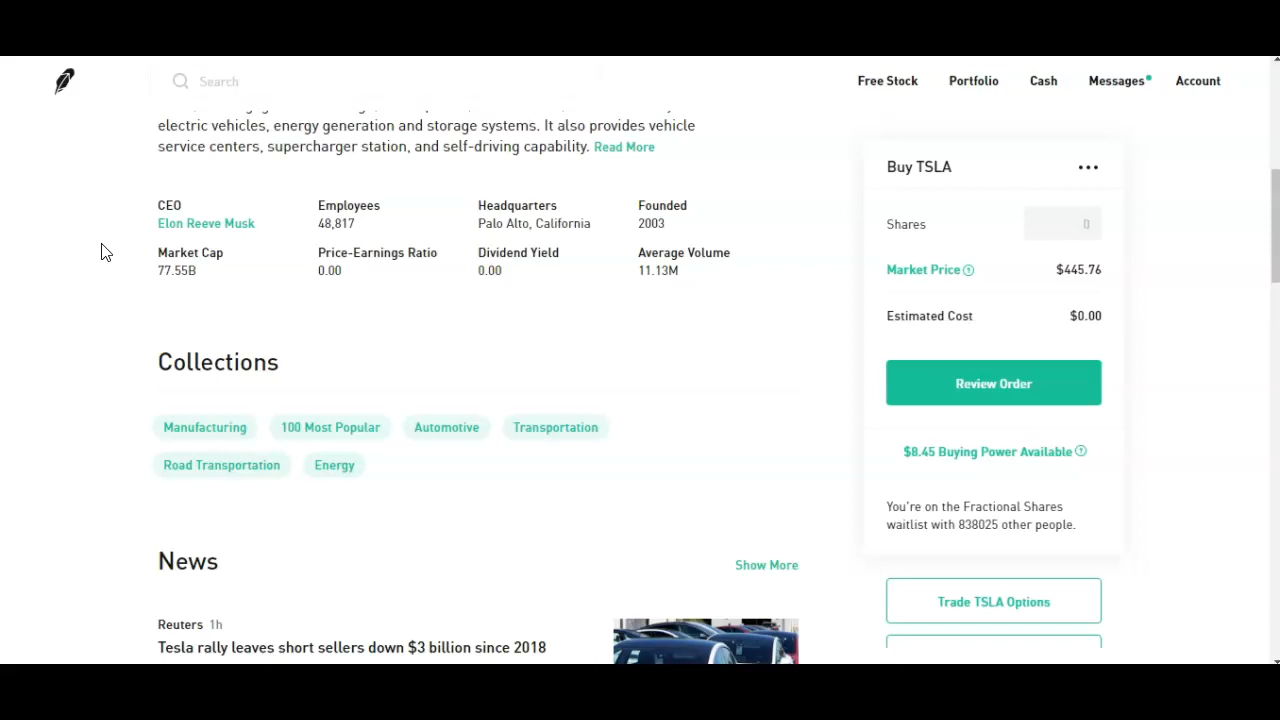 Search
Free Stock Portfolio Cash Messages Account
electric vehicles, energy generation and storage systems. It also provides vehicle
service centers, supercharger station, and self-driving capability. Read More
CEO Employees Headquarters Founded
Elon Reeve Musk 48,817 Palo Alto, California 2003
Market Cap Price-Earnings Ratio Dividend Yield Average Volume
77.55B 0.00 0.00 11.13M
Collections
Manufacturing 100 Most Popular Automotive Transportation
Road Transportation Energy
News Show More
Reuters 1h
Tesla rally leaves short sellers down $3 billion since 2018
Buy TSLA
Shares 0
Market Price $445.76
Estimated Cost $0.00
Review Order
$8.45 Buying Power Available
You're on the Fractional Shares
waitlist with 838025 other people.
Trade TSLA Options